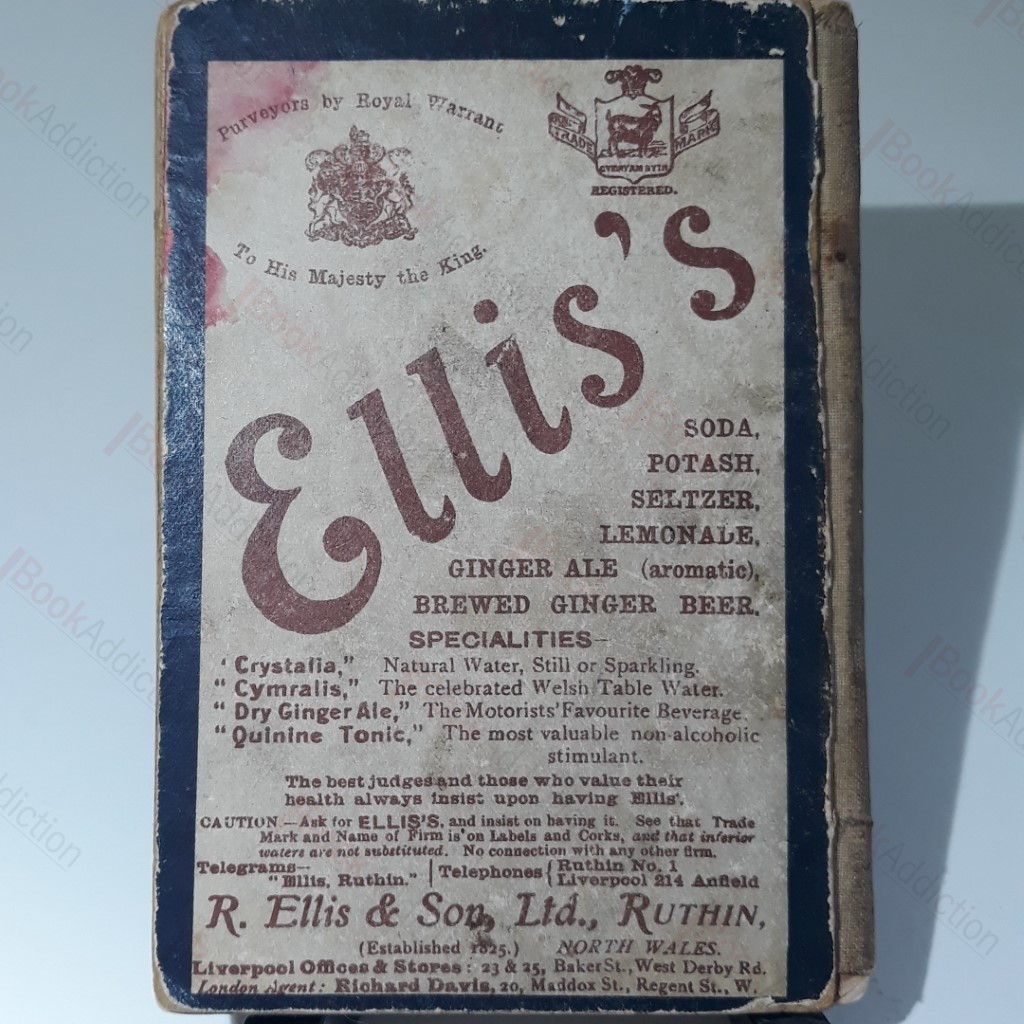 Purveyors by Royal Warrant
To His Majesty the King.
TRADE MARK
REGISTERED.
Ellis's
SODA,
POTASH,
SELTZER,
LEMONADE,
GINGER ALE (aromatic),
BREWED GINGER BEER.
SPECIALITIES—
‘Crystalia,” Natural Water, Still or Sparkling.
“Cymralis,” The celebrated Welsh Table Water.
“Dry Ginger Ale,” The Motorists' Favourite Beverage.
“Quinine Tonic,” The most valuable non-alcoholic
stimulant.
The best judges and those who value their
health always insist upon having Ellis'.
CAUTION.—Ask for ELLIS'S, and insist on having it. See that Trade
Mark and Name of Firm is on Labels and Corks, and that inferior
waters are not substituted. No connection with any other firm.
Telegrams—
"Ellis, Ruthin."
Telephones { Ruthin No. 1
Liverpool 214 Anfield
R. Ellis & Son, Ltd., RUTHIN,
(Established 1825.) NORTH WALES.
Liverpool Offices & Stores: 23 & 25, Baker St., West Derby Rd.
London Agent: Richard Davis, 20, Maddox St., Regent St., W.
BookAddiction